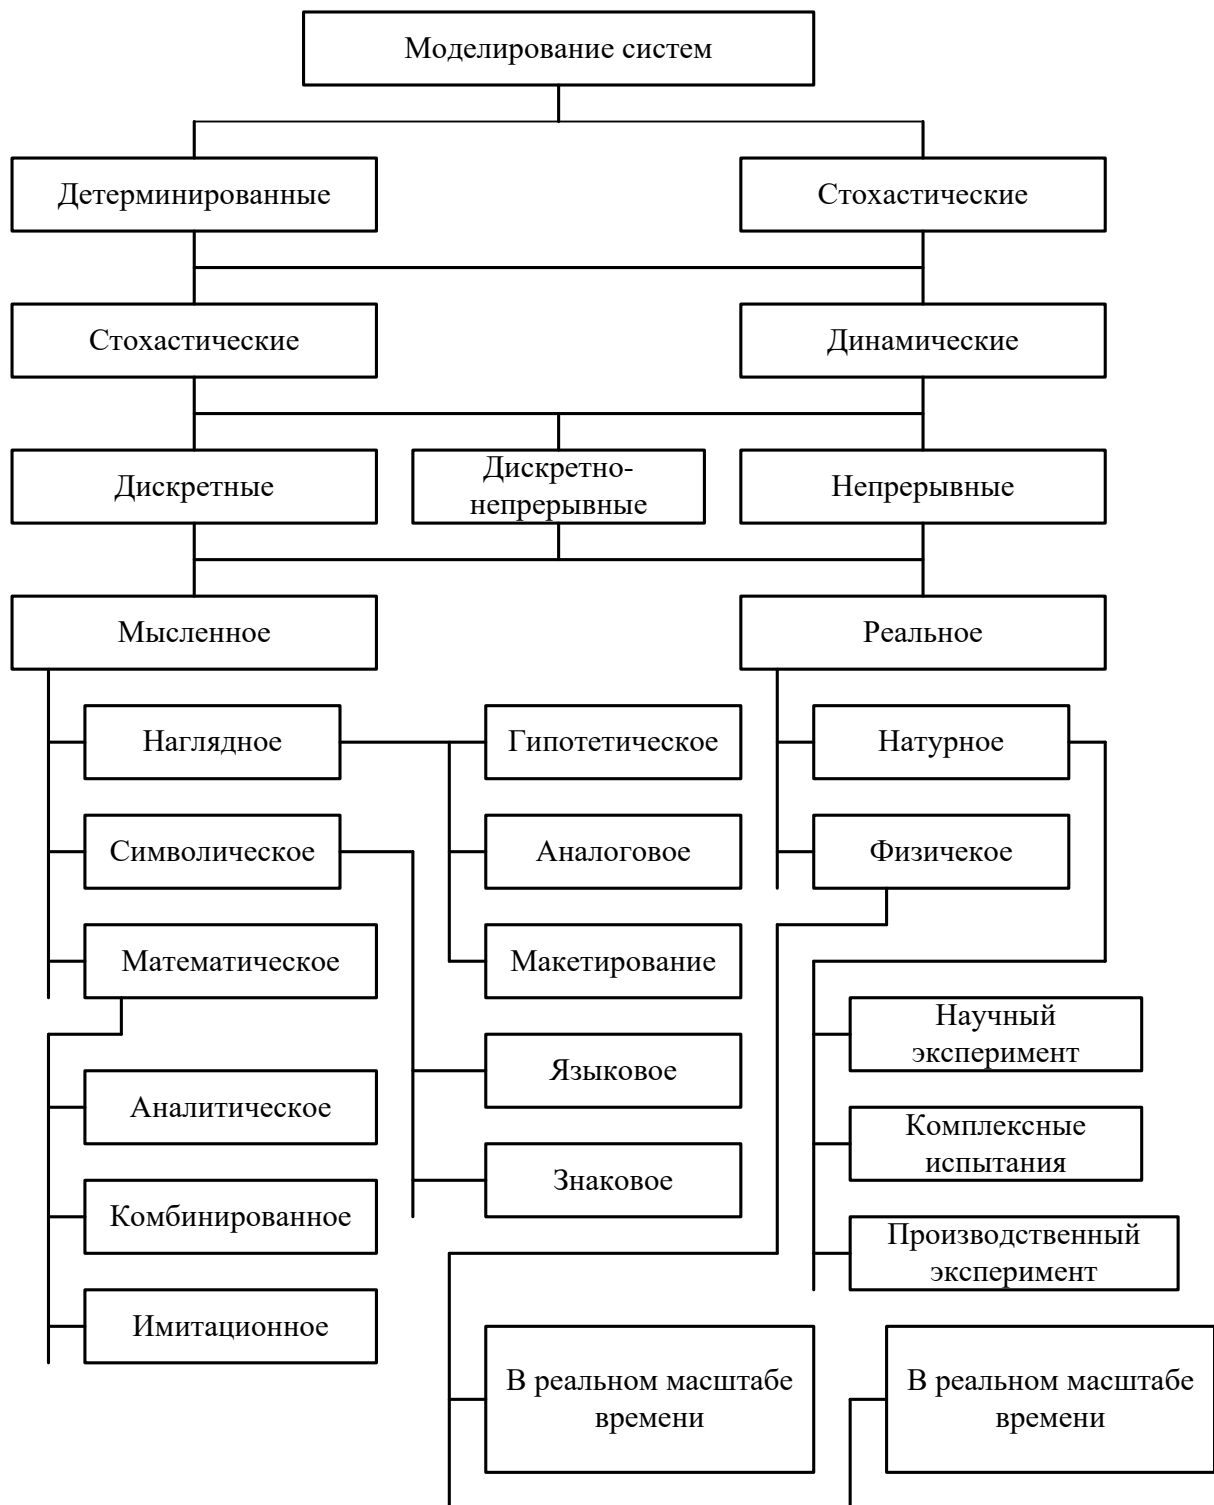 Моделирование систем
Детерминированные
Стохастические
Стохастические
Динамические
Дискретные
Дискретно-
непрерывные
Непрерывные
Мысленное
Реальное
Наглядное
Гипотетическое
Натурное
Символическое
Аналоговое
Физичекое
Математическое
Макетирование
Научный
эксперимент
Языковое
Аналитическое
Комплексные
испытания
Знаковое
Комбинированное
Производственный
эксперимент
Имитационное
В реальном масштабе
времени
В реальном масштабе
времени